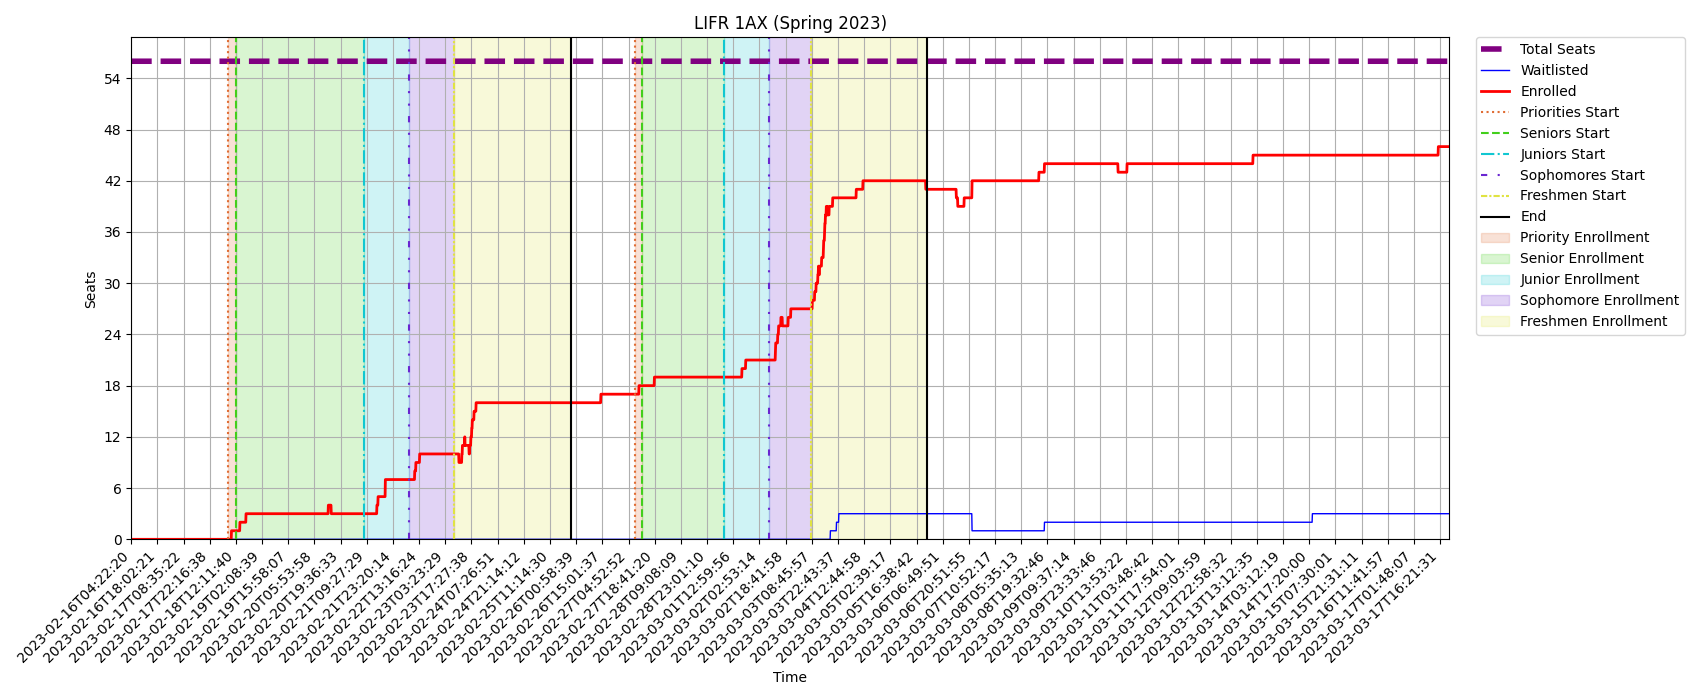 LIFR 1AX (Spring 2023)
Seats
54
48
42
36
30
24
18
12
6
0
2023-02-16T04:22:20
2023-02-16T18:02:21
2023-02-17T08:35:22
2023-02-17T22:16:38
2023-02-18T12:11:40
2023-02-19T02:08:39
2023-02-19T15:58:07
2023-02-20T05:53:58
2023-02-20T19:36:33
2023-02-21T09:27:29
2023-02-21T23:20:14
2023-02-22T13:16:24
2023-02-23T03:23:29
2023-02-23T17:27:38
2023-02-24T07:26:51
2023-02-24T21:14:12
2023-02-25T11:14:30
2023-02-26T00:58:39
2023-02-26T15:01:37
2023-02-27T04:52:52
2023-02-27T18:41:20
2023-02-28T09:08:09
2023-02-28T23:01:10
2023-03-01T12:59:56
2023-03-02T02:53:14
2023-03-02T18:41:58
2023-03-03T08:45:57
2023-03-03T22:43:37
2023-03-04T12:44:58
2023-03-05T02:39:17
2023-03-05T16:38:42
2023-03-06T06:49:51
2023-03-06T20:51:55
2023-03-07T10:52:17
2023-03-08T05:35:13
2023-03-08T19:32:46
2023-03-09T09:37:14
2023-03-09T23:33:46
2023-03-10T13:53:22
2023-03-11T03:48:42
2023-03-11T17:54:01
2023-03-12T09:03:59
2023-03-12T22:58:32
2023-03-13T13:12:35
2023-03-14T03:12:19
2023-03-14T17:20:00
2023-03-15T07:30:01
2023-03-15T21:31:11
2023-03-16T11:41:57
2023-03-17T01:48:07
2023-03-17T16:21:31
Time
Total Seats
Waitlisted
Enrolled
Priorities Start
Seniors Start
Juniors Start
Sophomores Start
Freshmen Start
End
Priority Enrollment
Senior Enrollment
Junior Enrollment
Sophomore Enrollment
Freshmen Enrollment